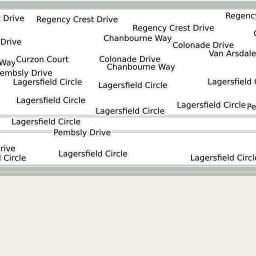 Drive
Regency Crest Drive
Regency
Regency Crest Drive
Drive
Chanbourne Way
Colonade Drive
Van Arsdale
Way
Curzon Court
Colonade Drive
Chanbourne Way
embsly Drive
Lagersfield Circle
Lagersfield Circle
Lagersfield C
Lagersfield Circle
Lagersfield Circle
Pe
Lagersfield Circle
Lagersfield Circle
Pembsly Drive
rive
Lagersfield Circle
Circle
Lagersfield Circle